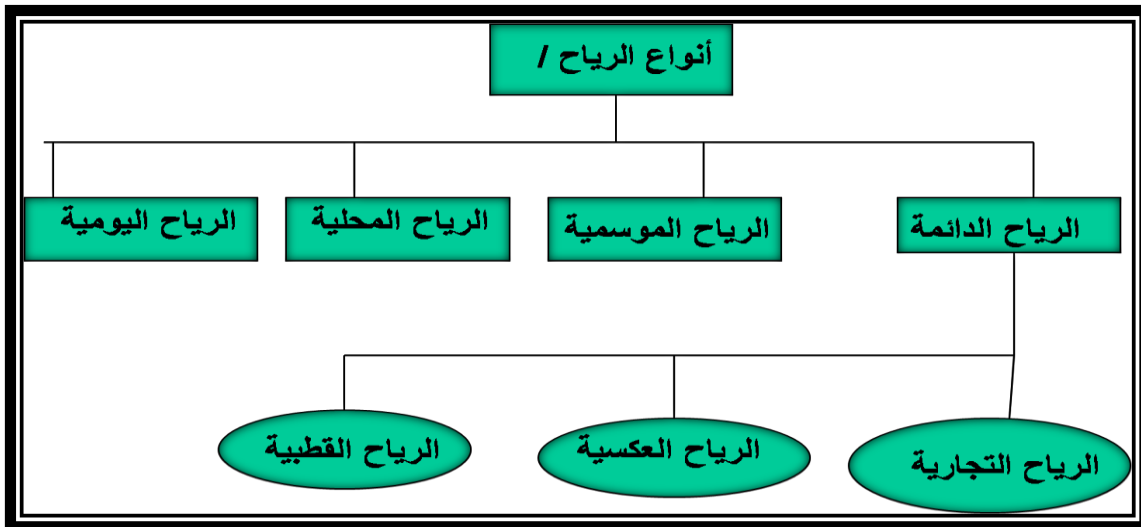 أنواع الرياح /
الرياح الدائمة
الرياح الموسمية
الرياح المحلية
الرياح اليومية
الرياح التجارية
الرياح العكسية
الرياح القطبية